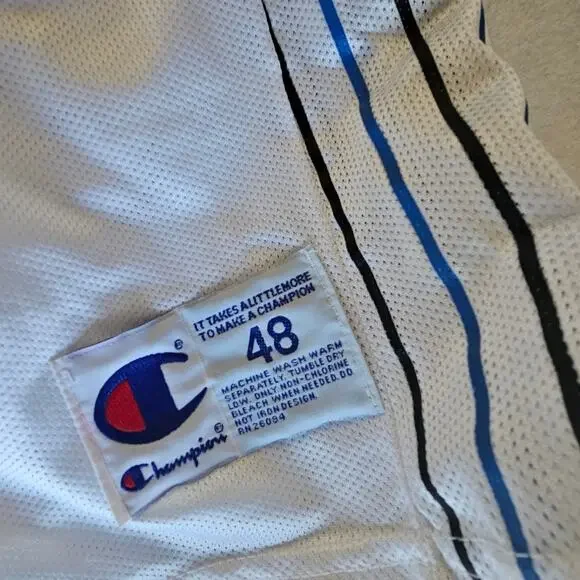 ®
Champion®
IT TAKES A LITTLE MORE
TO MAKE A CHAMPION
48
MACHINE WASH WARM
SEPARATELY. TUMBLE DRY
LOW. ONLY NON-CHLORINE
BLEACH WHEN NEEDED. DO
NOT IRON DESIGN.
RN 26094